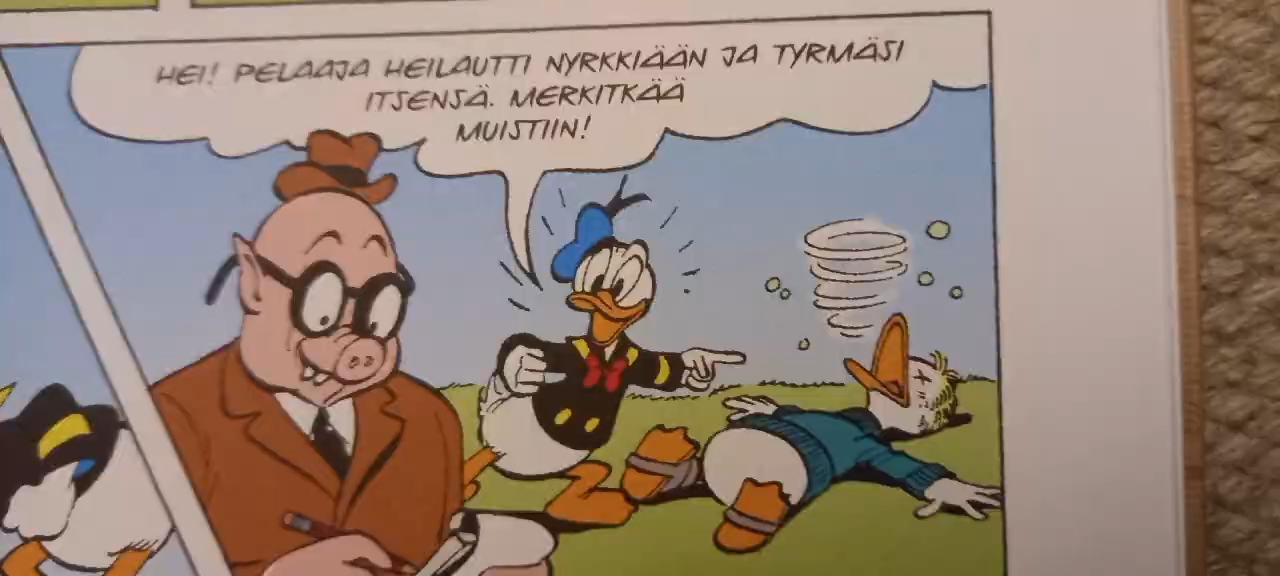 HEI! PELAAJA HEILAUTTI NYRKKIÄÄN JA TYRMÄSI
ITSENSÄ. MERKITKÄÄ
MUISTIIN!